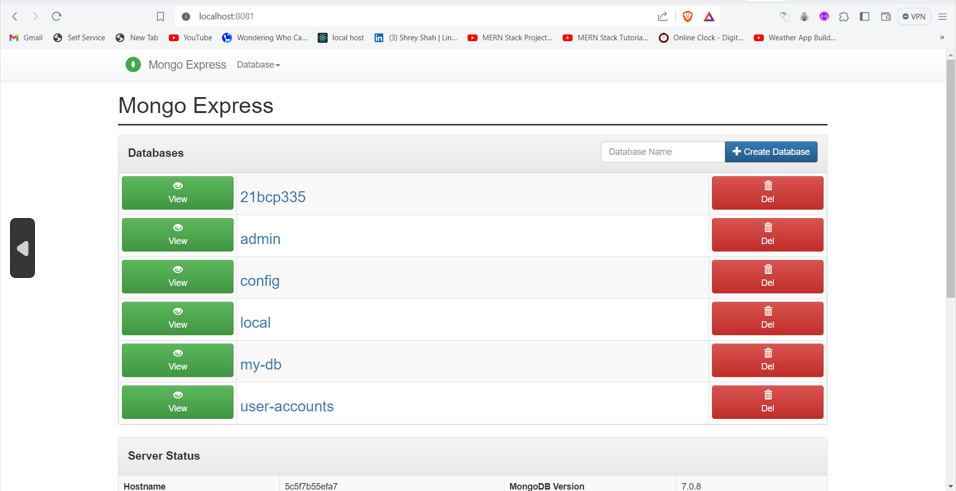 localhost:8081
VPN
Gmail Self Service New Tab YouTube Wondering Who Ca... local host (3) Shrey Shah | Lin... MERN Stack Project... MERN Stack Tutoria... Online Clock - Digit... Weather App Buil... »
Mongo Express Database
Mongo Express
Databases Database Name Create Database
View 21bcp335 Del
View admin Del
View config Del
View local Del
View my-db Del
View user-accounts Del
Server Status
Hostname 5c5f7b55efa7 MongoDB Version 7.0.8